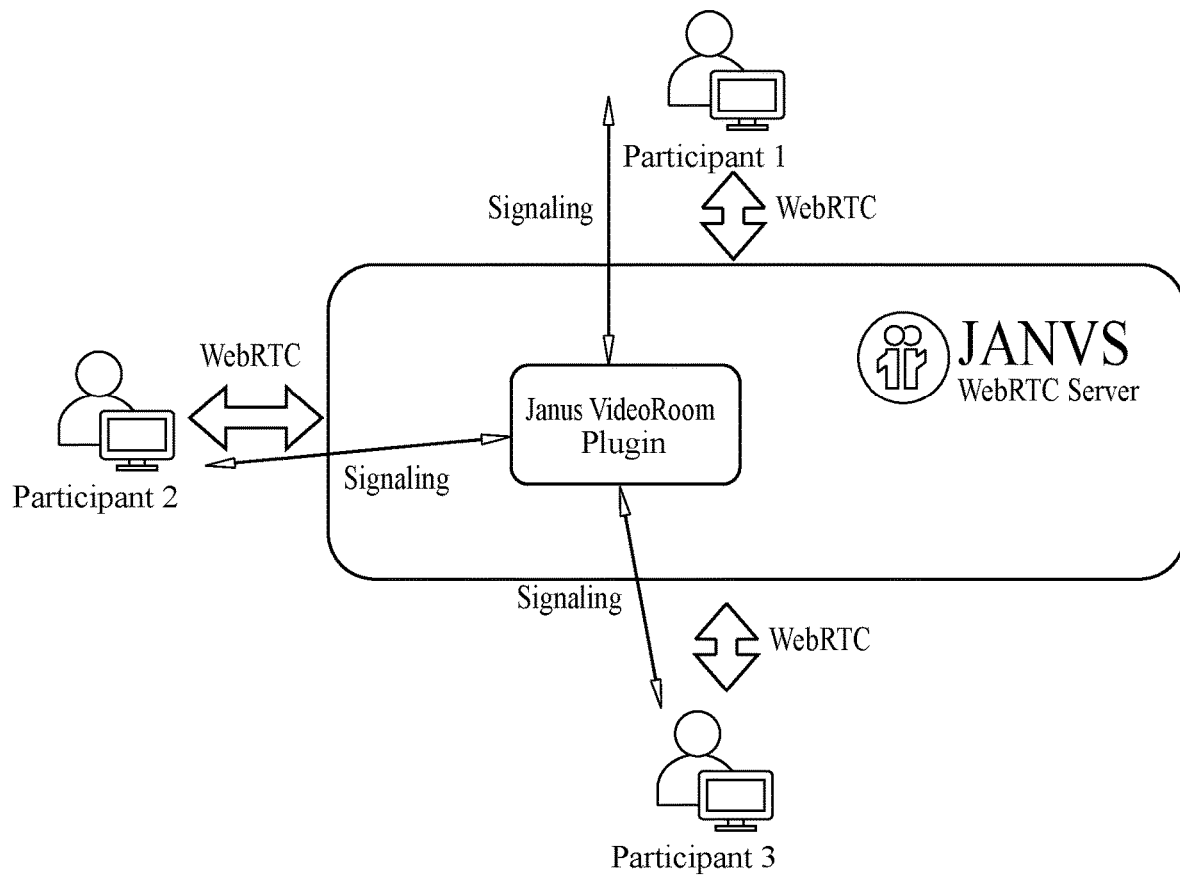 Participant 1
Signaling
WebRTC
JANVS
WebRTC Server
WebRTC
Janus VideoRoom
Plugin
Signaling
Participant 2
Signaling
WebRTC
Participant 3